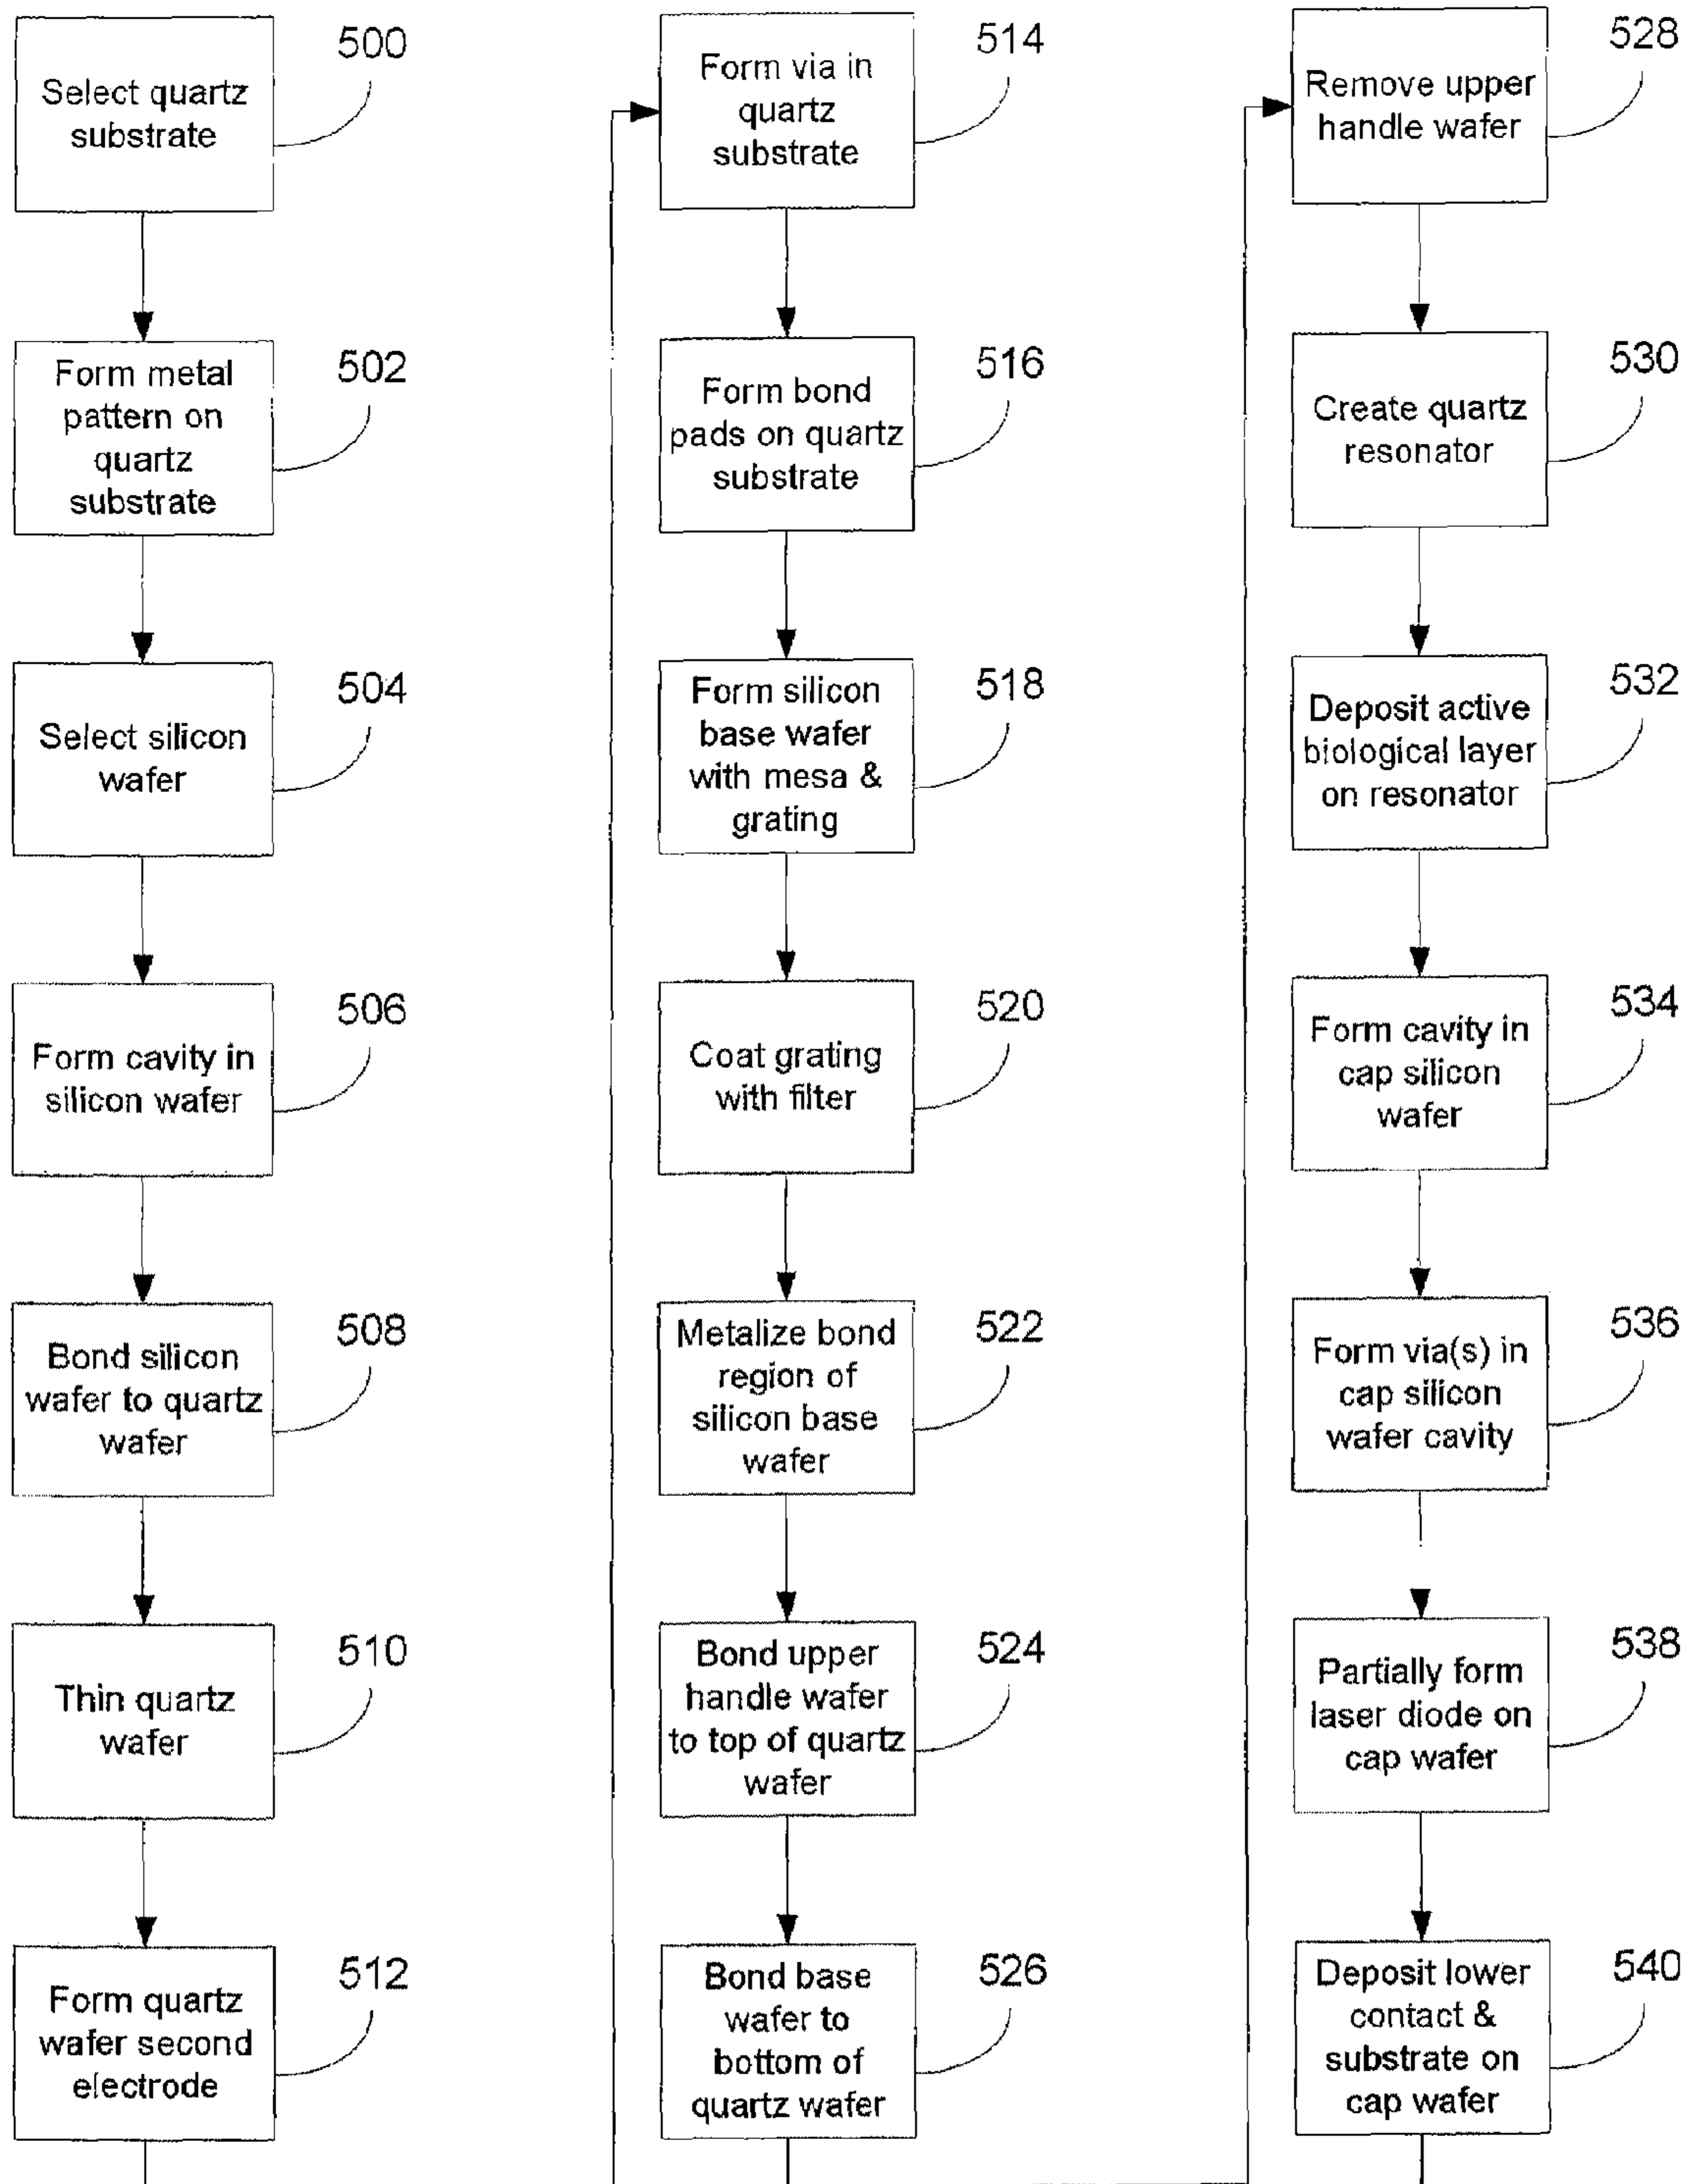 500
Select quartz
substrate
502
Form metal
pattern on
quartz
substrate
504
Select silicon
wafer
506
Form cavity in
silicon wafer
508
Bond silicon
wafer to quartz
wafer
510
Thin quartz
wafer
512
Form quartz
wafer second
electrode
514
Form via in
quartz
substrate
516
Form bond
pads on quartz
substrate
518
Form silicon
base wafer
with mesa &
grating
520
Coat grating
with filter
522
Metalize bond
region of
silicon base
wafer
524
Bond upper
handle wafer
to top of quartz
wafer
526
Bond base
wafer to
bottom of
quartz wafer
528
Remove upper
handle wafer
530
Create quartz
resonator
532
Deposit active
biological layer
on resonator
534
Form cavity in
cap silicon
wafer
536
Form via(s) in
cap silicon
wafer cavity
538
Partially form
laser diode on
cap wafer
540
Deposit lower
contact &
substrate on
cap wafer